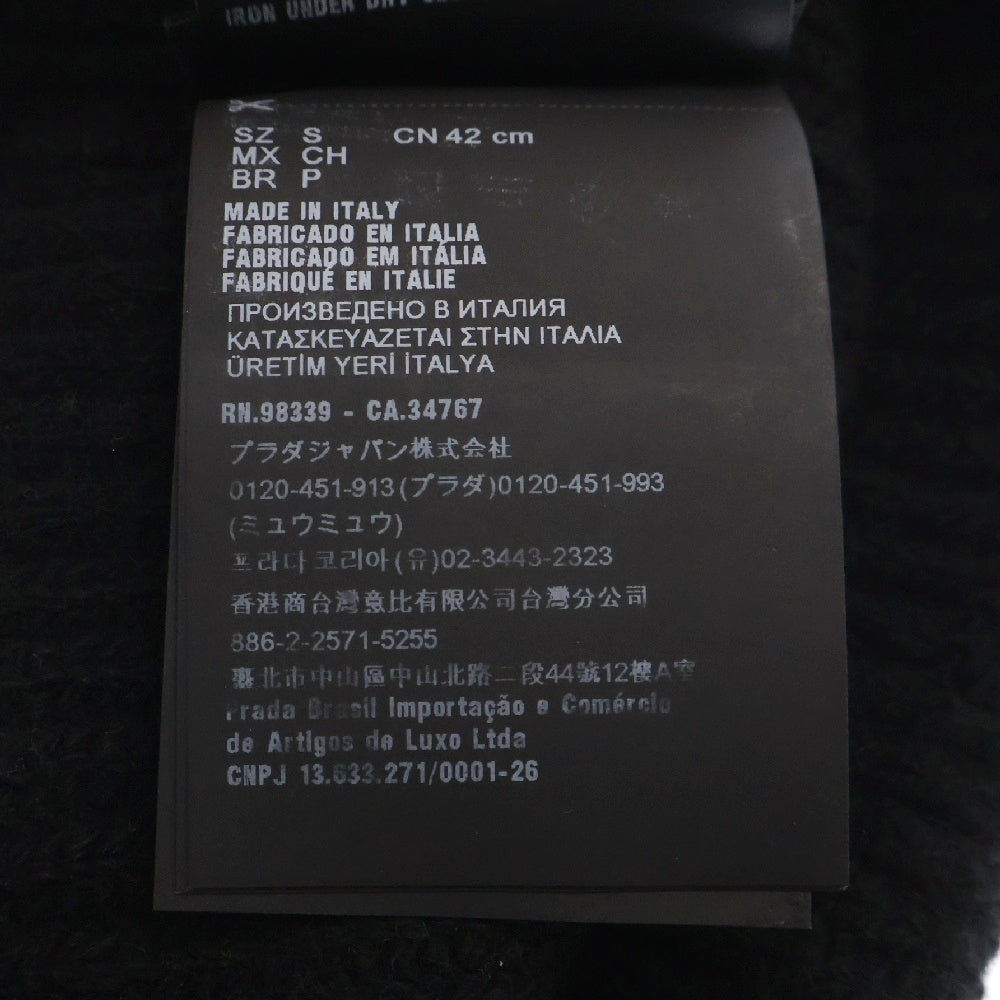 IRON UNDER DRY
SZ S CN 42 cm
MX CH
BR P
MADE IN ITALY
FABRICADO EN ITALIA
FABRICADO EM ITÁLIA
FABRIQUÉ EN ITALIE
ПРОИЗВЕДЕНО В ИТАЛИЯ
ΚΑΤΑΣΚΕΥΑΖΕΤΑΙ ΣΤΗΝ ΙΤΑΛΙΑ
ÜRETİM YERİ İTALYA
RN.98339 - CA.34767
プラダジャパン株式会社
0120-451-913(プラダ)0120-451-993
(ミュウミュウ)
프라다코리아(유)02-3443-2323
香港商台灣意比有限公司台灣分公司
886-2-2571-5255
臺北市中山區中山北路二段44號12樓A室
Prada Brasil Importação e Comércio
de Artigos de Luxo Ltda
CNPJ 13.633.271/0001-26